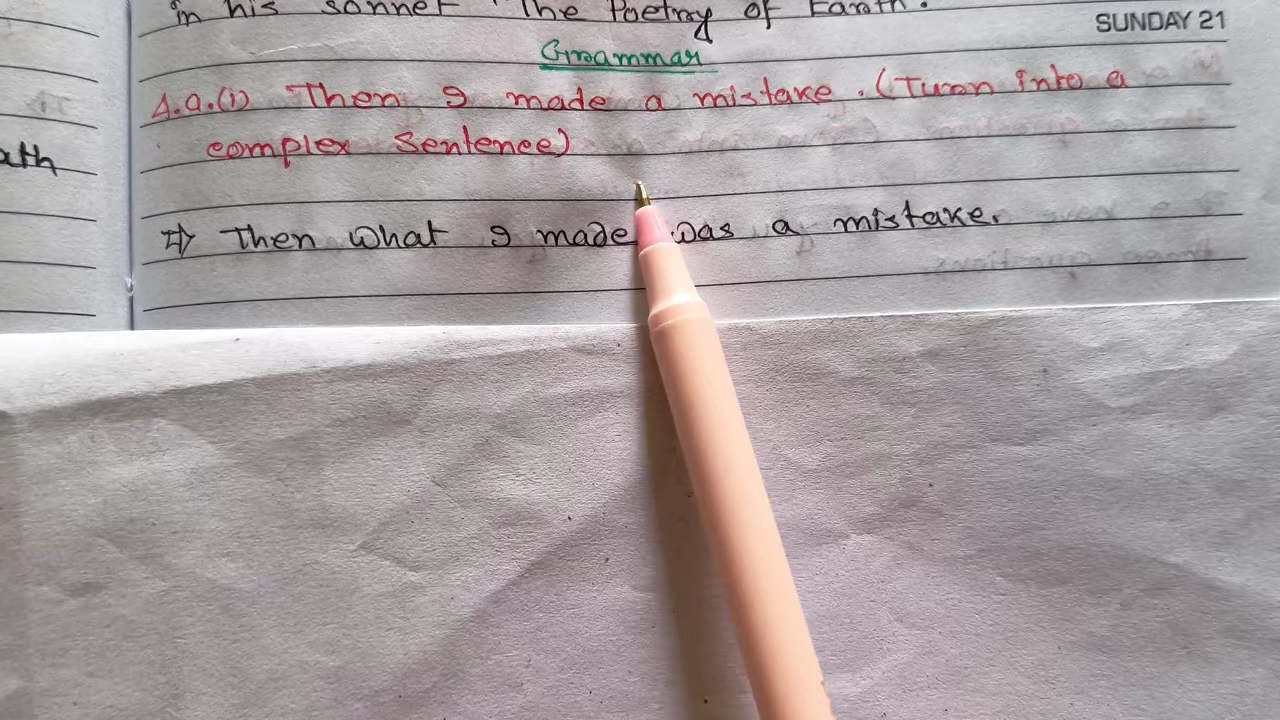 in his sonnet 'The Poetry of Earth'.
SUNDAY 21
Grammar
4.a.(i) Then I made a mistake. (Turn into a
complex sentence)
ath
⇒ Then what I made was a mistake.